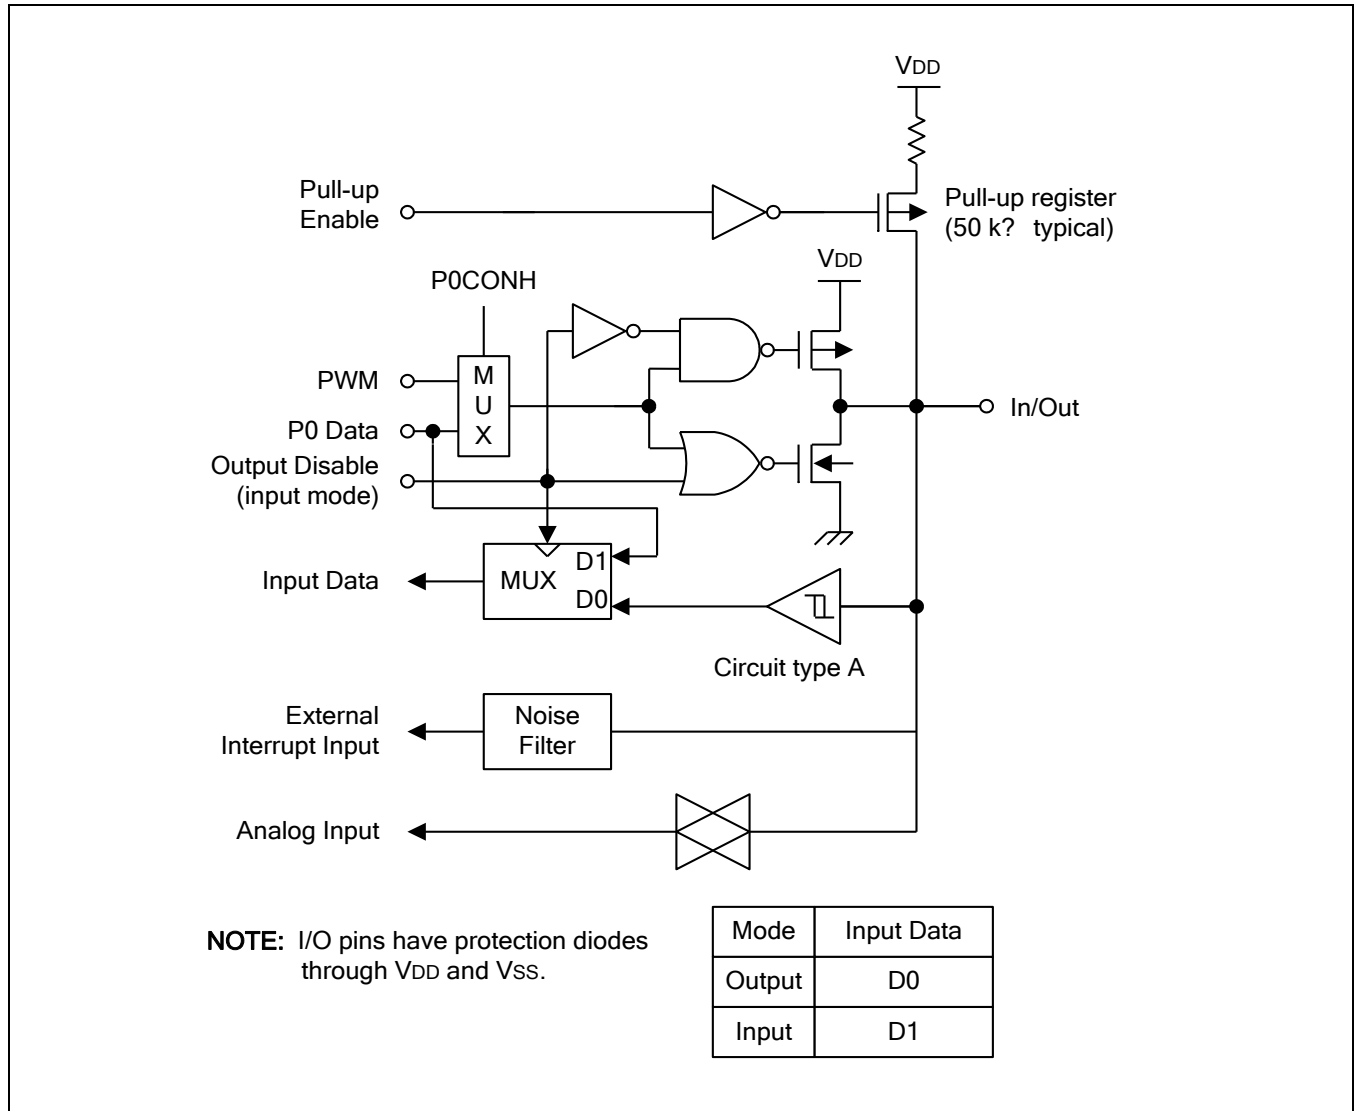 VDD
Pull-up
Enable
Pull-up register
(50 k? typical)
VDD
P0CONH
PWM
M
U
X
P0 Data
In/Out
Output Disable
(input mode)
D1
MUX
D0
Input Data
Circuit type A
External
Interrupt Input
Noise
Filter
Analog Input
NOTE: I/O pins have protection diodes
through VDD and VSS.
Mode Input Data
Output D0
Input D1